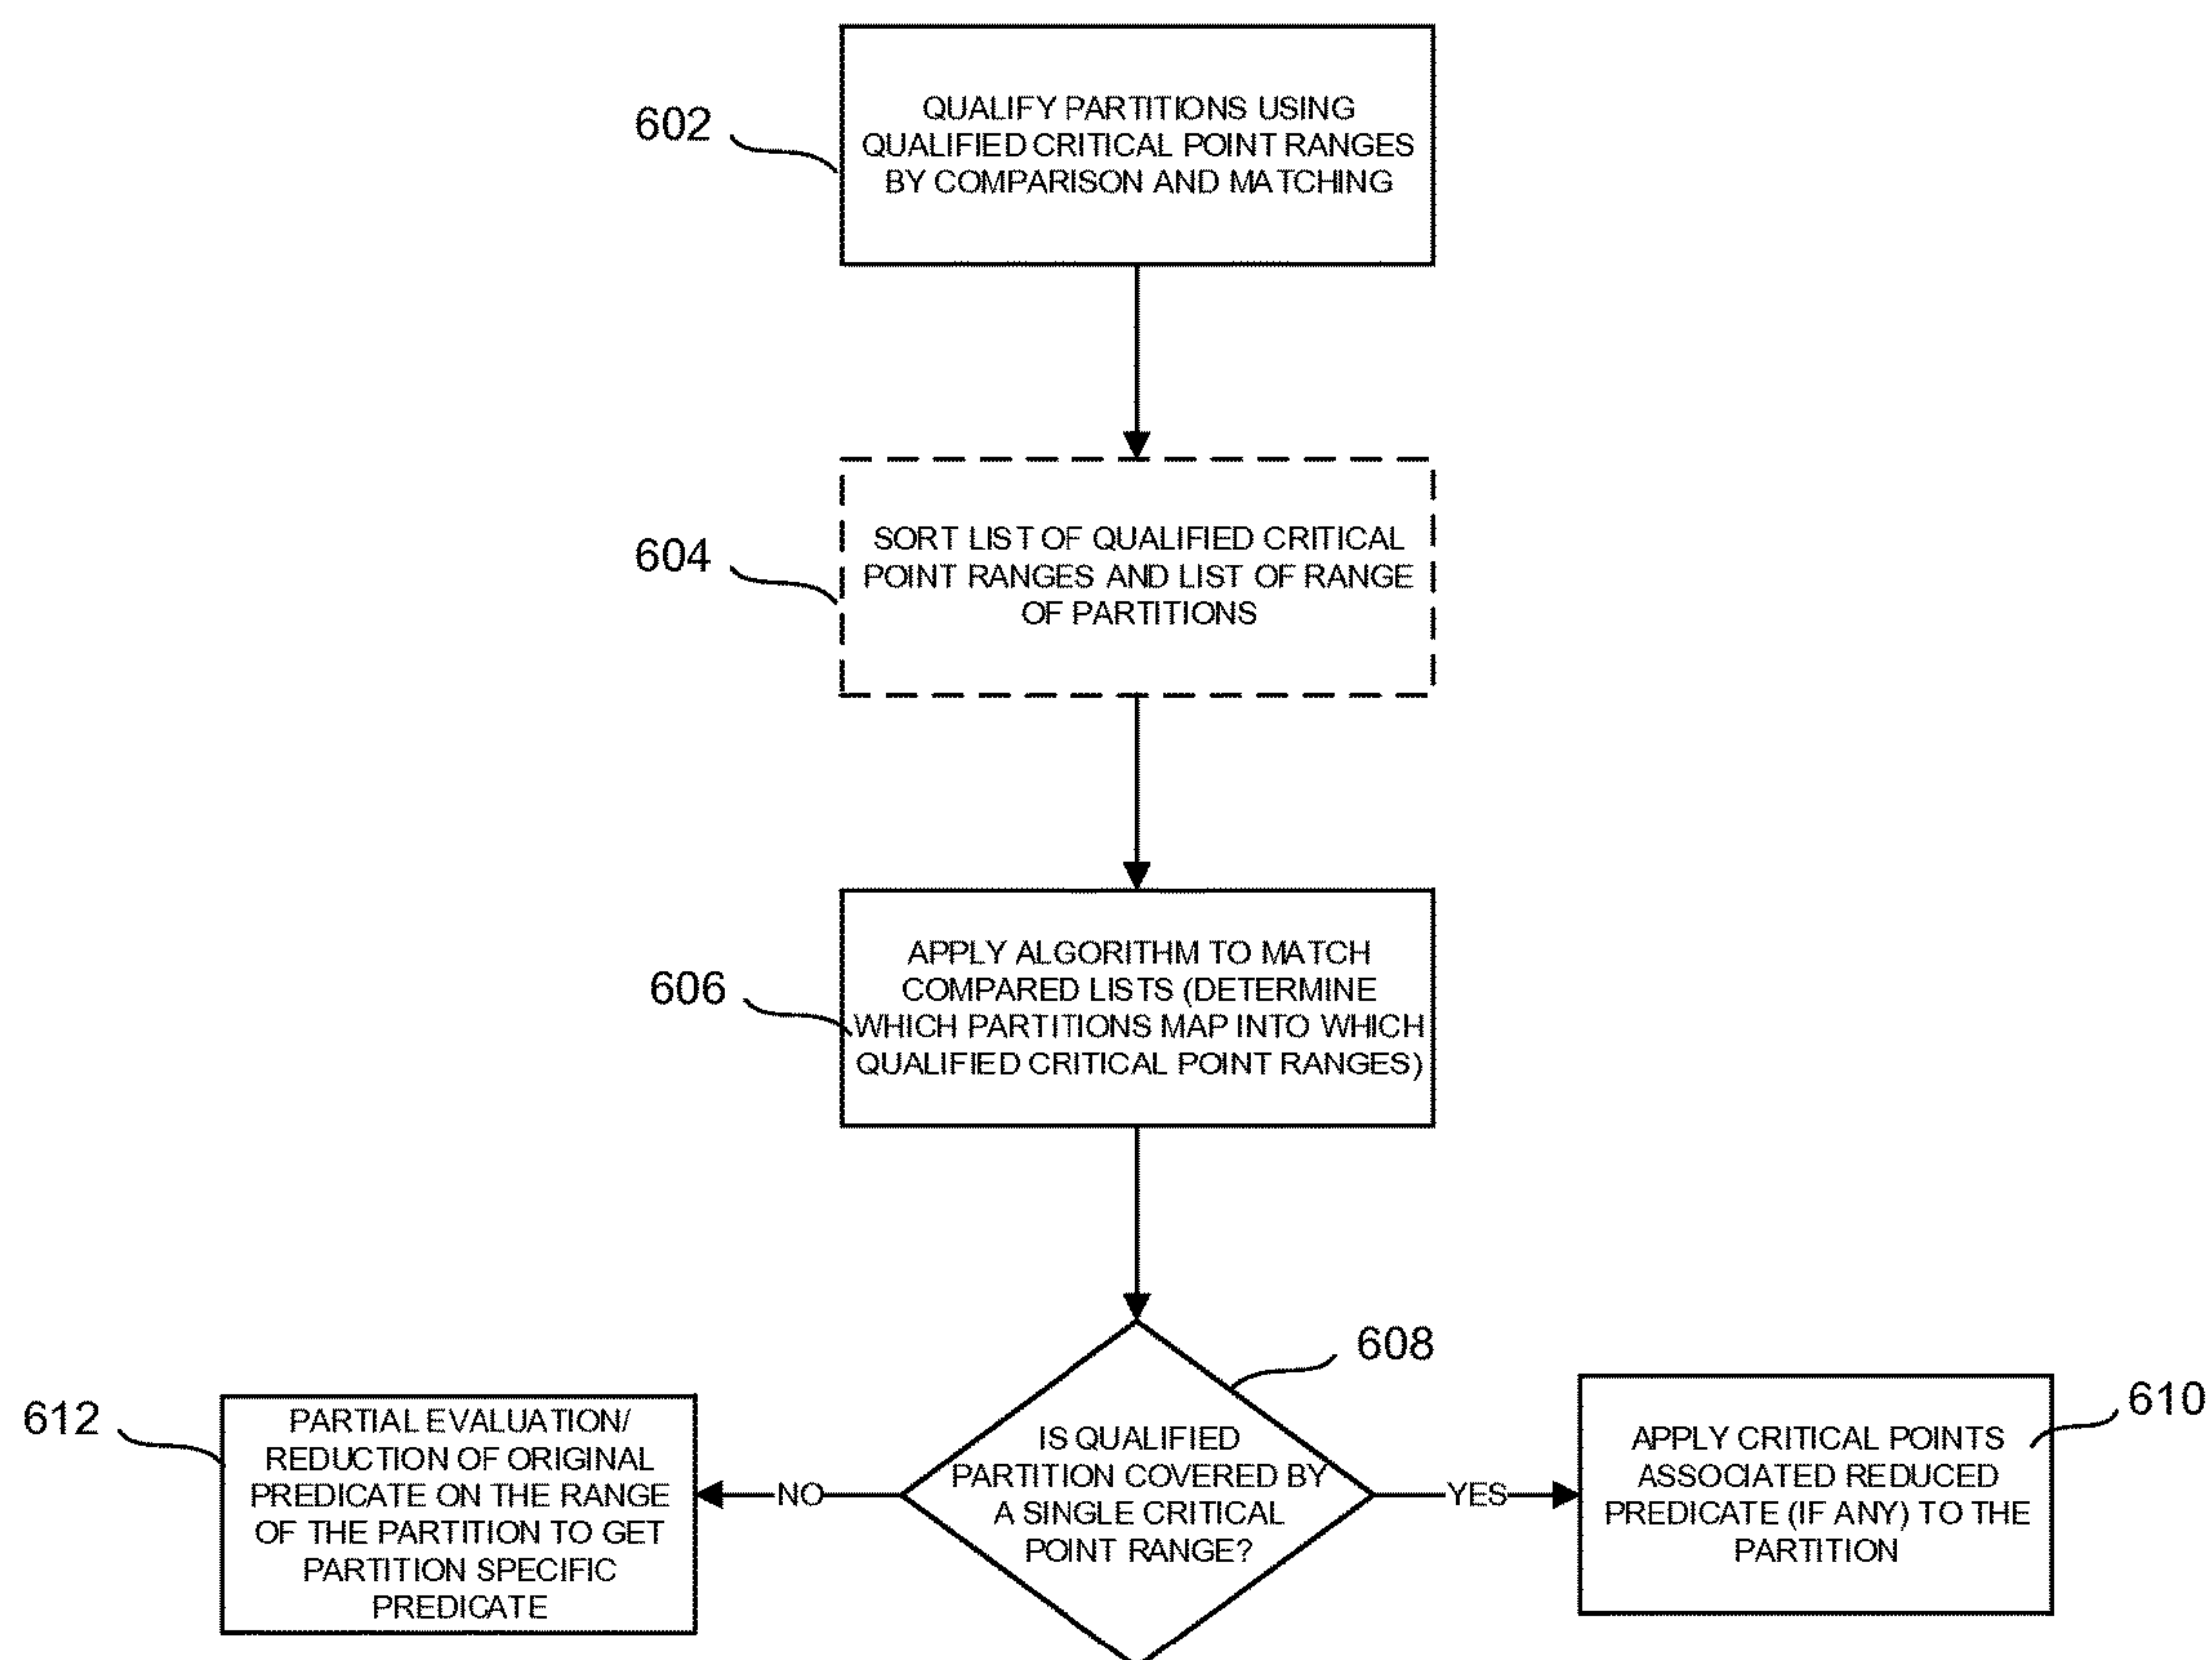 602
QUALIFY PARTITIONS USING
QUALIFIED CRITICAL POINT RANGES
BY COMPARISON AND MATCHING
604
SORT LIST OF QUALIFIED CRITICAL
POINT RANGES AND LIST OF RANGE
OF PARTITIONS
606
APPLY ALGORITHM TO MATCH
COMPARED LISTS (DETERMINE
WHICH PARTITIONS MAP INTO WHICH
QUALIFIED CRITICAL POINT RANGES)
608
IS QUALIFIED
PARTITION COVERED BY
A SINGLE CRITICAL
POINT RANGE?
NO
YES
612
PARTIAL EVALUATION/
REDUCTION OF ORIGINAL
PREDICATE ON THE RANGE
OF THE PARTITION TO GET
PARTITION SPECIFIC
PREDICATE
610
APPLY CRITICAL POINTS
ASSOCIATED REDUCED
PREDICATE (IF ANY) TO THE
PARTITION